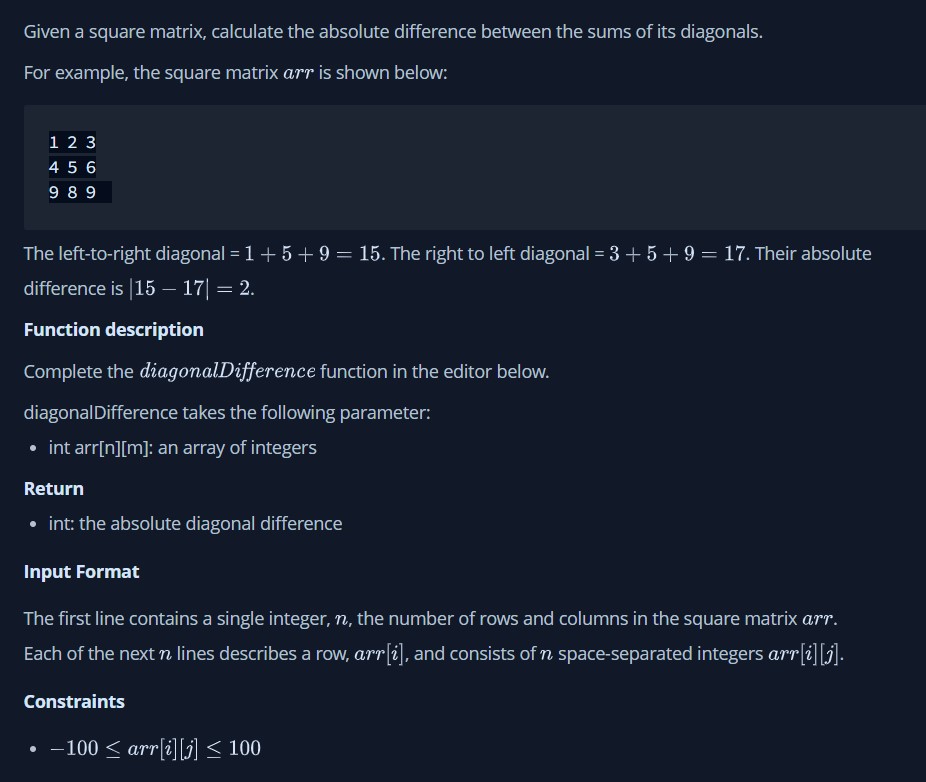 Given a square matrix, calculate the absolute difference between the sums of its diagonals.
For example, the square matrix arr is shown below:
1 2 3
4 5 6
9 8 9
The left-to-right diagonal = 1 + 5 + 9 = 15. The right to left diagonal = 3 + 5 + 9 = 17. Their absolute
difference is |15 − 17| = 2.
Function description
Complete the diagonalDifference function in the editor below.
diagonalDifference takes the following parameter:
• int arr[n][m]: an array of integers
Return
• int: the absolute diagonal difference
Input Format
The first line contains a single integer, n, the number of rows and columns in the square matrix arr.
Each of the next n lines describes a row, arr[i], and consists of n space-separated integers arr[i][j].
Constraints
• −100 ≤ arr[i][j] ≤ 100